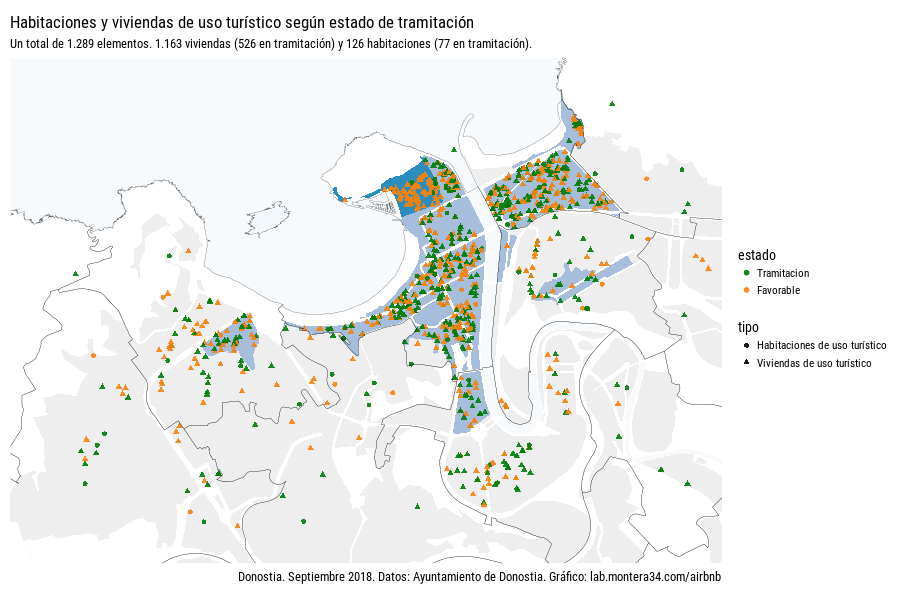 Habitaciones y viviendas de uso turístico según estado de tramitación
Un total de 1.289 elementos. 1.163 viviendas (526 en tramitación) y 126 habitaciones (77 en tramitación).
estado
Tramitacion
Favorable
tipo
Habitaciones de uso turístico
Viviendas de uso turístico
Donostia. Septiembre 2018. Datos: Ayuntamiento de Donostia. Gráfico: lab.montera34.com/airbnb